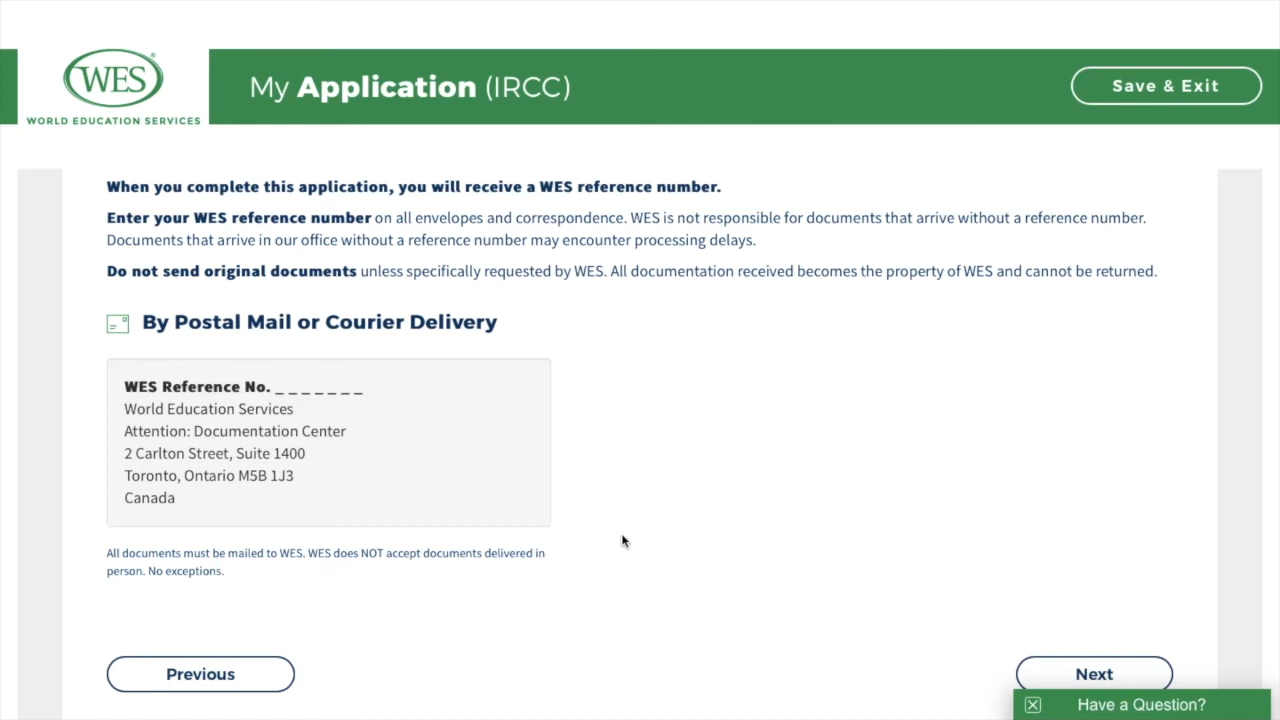 WES®
WORLD EDUCATION SERVICES
My Application (IRCC)
Save & Exit
When you complete this application, you will receive a WES reference number.
Enter your WES reference number on all envelopes and correspondence. WES is not responsible for documents that arrive without a reference number.
Documents that arrive in our office without a reference number may encounter processing delays.
Do not send original documents unless specifically requested by WES. All documentation received becomes the property of WES and cannot be returned.
By Postal Mail or Courier Delivery
WES Reference No. _ _ _ _ _ _ _
World Education Services
Attention: Documentation Center
2 Carlton Street, Suite 1400
Toronto, Ontario M5B 1J3
Canada
All documents must be mailed to WES. WES does NOT accept documents delivered in
person. No exceptions.
Previous
Next
Have a Question?